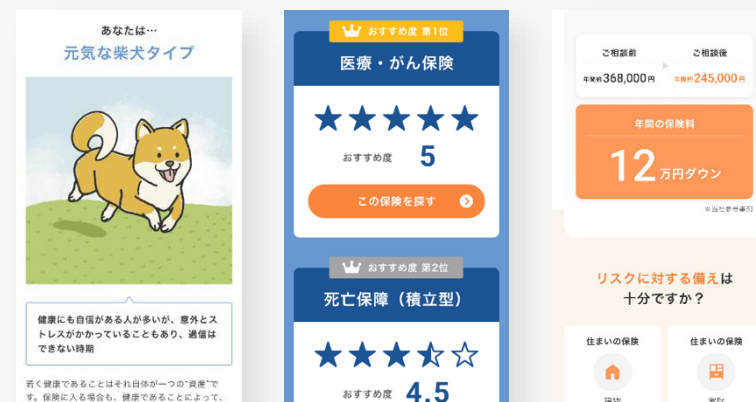 あなたは…
元気な柴犬タイプ
健康にも自信がある人が多いが、意外とス
トレスがかかっていることもあり、過信は
できない時期
若く健康であることはそれ自体が一つの"資産"で
す。保険に入る場合も、健康であることによって、
おすすめ度 第1位
医療・がん保険
おすすめ度 5
この保険を探す
おすすめ度 第2位
死亡保障（積立型）
おすすめ度 4.5
ご相談前
ご相談後
年間約368,000円
年間約245,000円
年間の保険料
12万円ダウン
※当社参考事例
リスクに対する備えは
十分ですか？
住まいの保険
住まいの保険